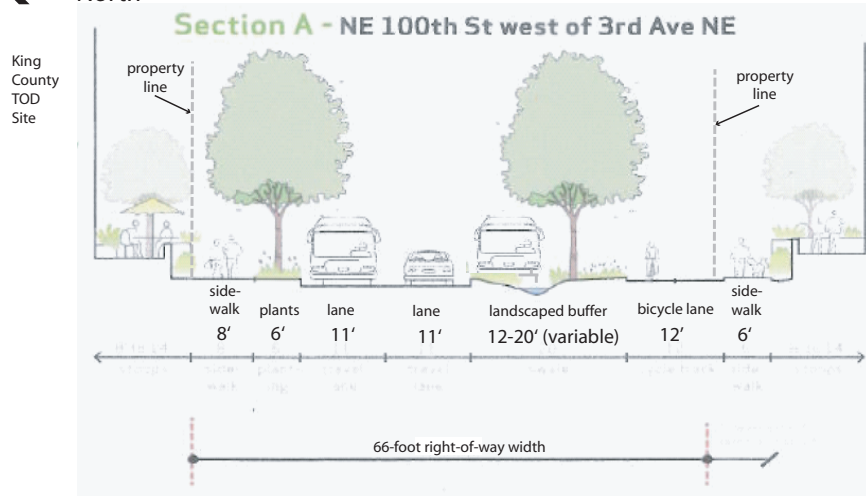 North
Section A - NE 100th St west of 3rd Ave NE
King
County
TOD
Site
property
line
property
line
side-
walk
8‘
plants
6‘
lane
11‘
lane
11‘
landscaped buffer
12-20‘ (variable)
bicycle lane
12‘
side-
walk
6‘
66-foot right-of-way width